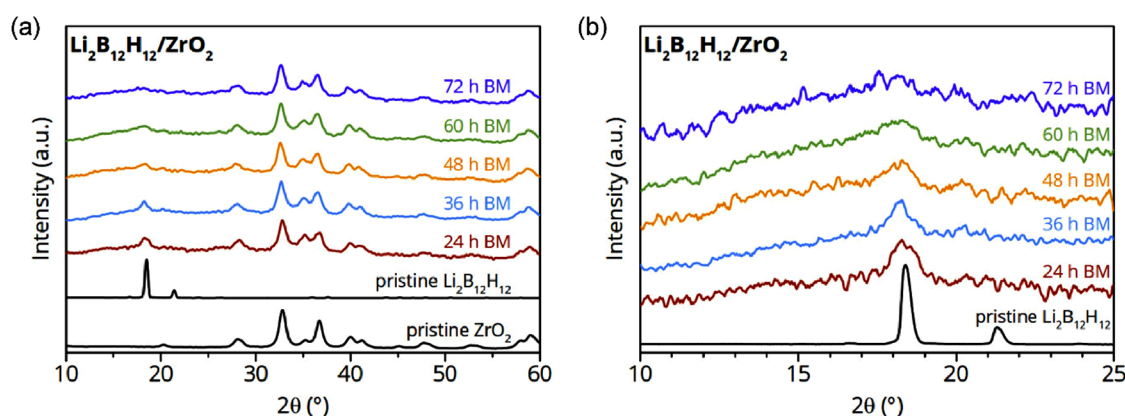 (a)
Li₂B₁₂H₁₂/ZrO₂
72 h BM
60 h BM
48 h BM
36 h BM
24 h BM
pristine Li₂B₁₂H₁₂
pristine ZrO₂
Intensity (a.u.)
10 20 30 40 50 60
2θ (°)
(b)
Li₂B₁₂H₁₂/ZrO₂
72 h BM
60 h BM
48 h BM
36 h BM
24 h BM
pristine Li₂B₁₂H₁₂
Intensity (a.u.)
10 15 20 25
2θ (°)